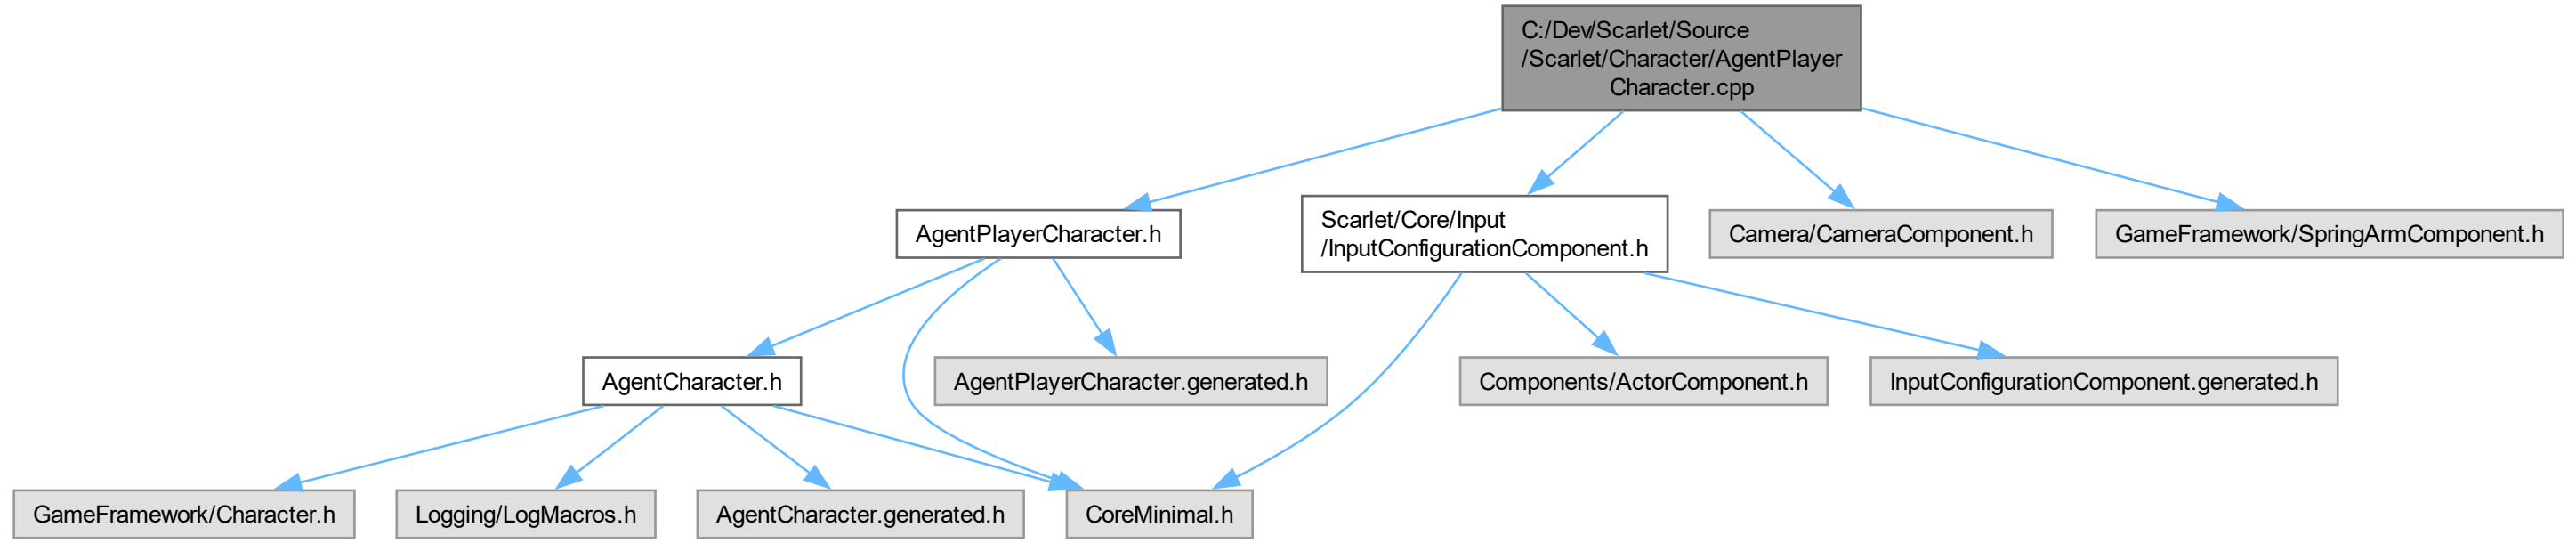 C:/Dev/Scarlet/Source
/Scarlet/Character/AgentPlayer
Character.cpp
AgentPlayerCharacter.h
Scarlet/Core/Input
/InputConfigurationComponent.h
Camera/CameraComponent.h
GameFramework/SpringArmComponent.h
AgentCharacter.h
AgentPlayerCharacter.generated.h
Components/ActorComponent.h
InputConfigurationComponent.generated.h
GameFramework/Character.h
Logging/LogMacros.h
AgentCharacter.generated.h
CoreMinimal.h